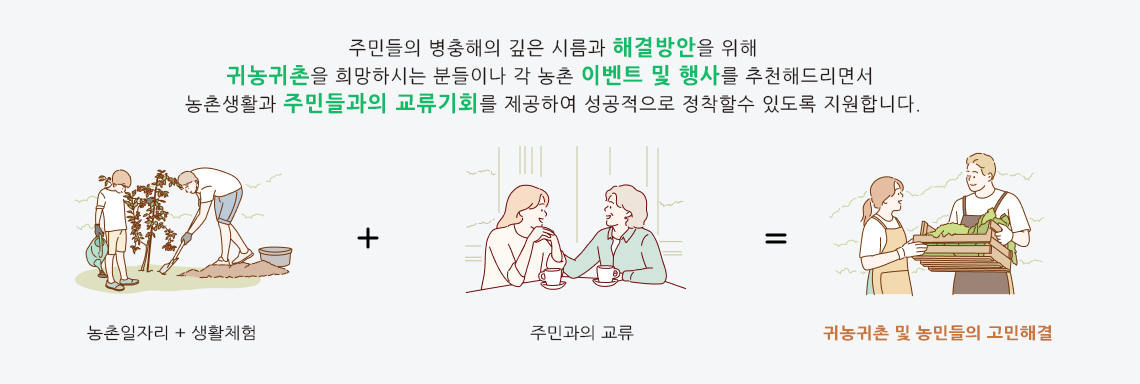 주민들의 병충해의 깊은 시름과 해결방안을 위해
귀농귀촌을 희망하시는 분들이나 각 농촌 이벤트 및 행사를 추천해드리면서
농촌생활과 주민들과의 교류기회를 제공하여 성공적으로 정착할수 있도록 지원합니다.
+
=
농촌일자리 + 생활체험
주민과의 교류
귀농귀촌 및 농민들의 고민해결